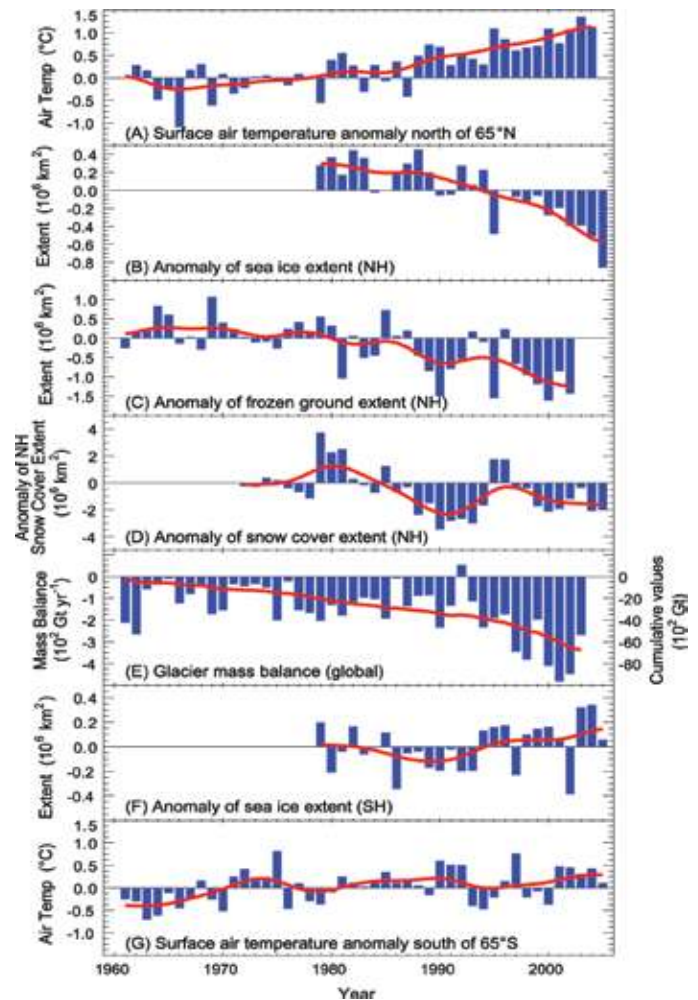 1.5
1.0
0.5
0.0
-0.5
-1.0
Air Temp (°C)
(A) Surface air temperature anomaly north of 65°N
0.4
0.2
0.0
-0.2
-0.4
-0.6
-0.8
Extent (10⁶ km²)
(B) Anomaly of sea ice extent (NH)
1.0
0.5
0.0
-0.5
-1.0
-1.5
Extent (10⁶ km²)
(C) Anomaly of frozen ground extent (NH)
4
2
0
-2
-4
Anomaly of NH
Snow Cover Extent
(10⁶ km²)
(D) Anomaly of snow cover extent (NH)
0
-1
-2
-3
-4
Mass Balance
(10² Gt yr⁻¹)
0
-20
-40
-60
-80
Cumulative values
(10² Gt)
(E) Glacier mass balance (global)
0.4
0.2
0.0
-0.2
-0.4
Extent (10⁶ km²)
(F) Anomaly of sea ice extent (SH)
1.5
1.0
0.5
0.0
-0.5
-1.0
Air Temp (°C)
(G) Surface air temperature anomaly south of 65°S
1960 1970 1980 1990 2000
Year